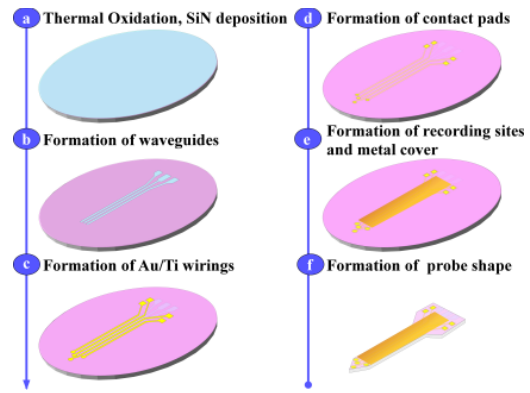 a Thermal Oxidation, SiN deposition
b Formation of waveguides
c Formation of Au/Ti wirings
d Formation of contact pads
e Formation of recording sites
and metal cover
f Formation of probe shape